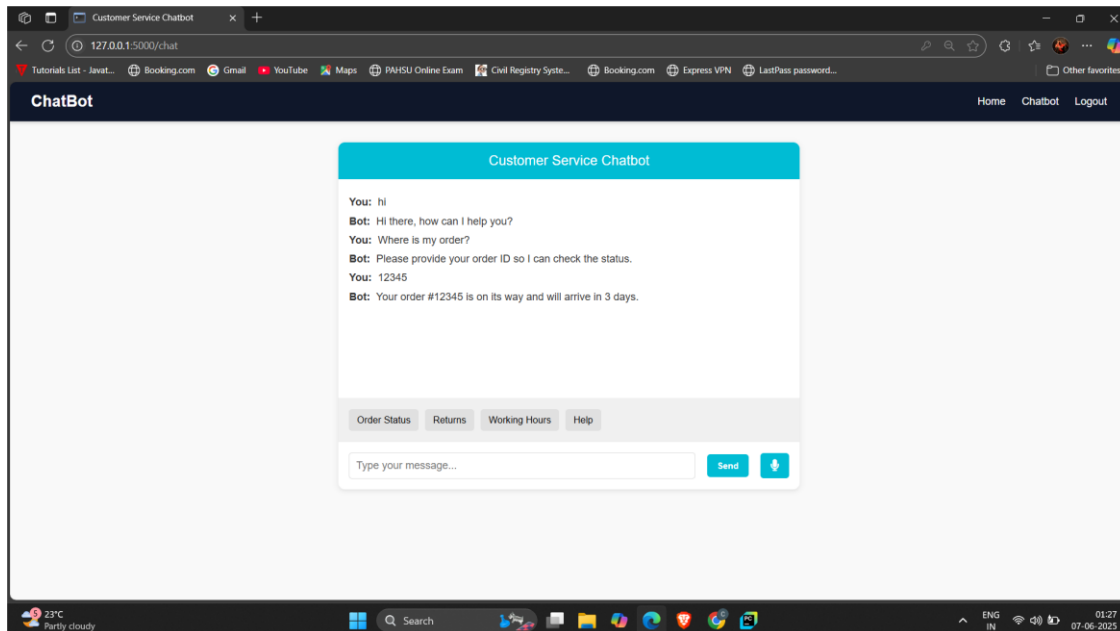 Customer Service Chatbot
127.0.0.1:5000/chat
Tutorials List - Javat... Booking.com Gmail YouTube Maps PAHSU Online Exam Civil Registry Syste... Booking.com Express VPN LastPass password... Other favorites
ChatBot Home Chatbot Logout
Customer Service Chatbot
You: hi
Bot: Hi there, how can I help you?
You: Where is my order?
Bot: Please provide your order ID so I can check the status.
You: 12345
Bot: Your order #12345 is on its way and will arrive in 3 days.
Order Status Returns Working Hours Help
Type your message... Send
5 23°C Search ENG 01:27
Partly cloudy IN 07-06-2025